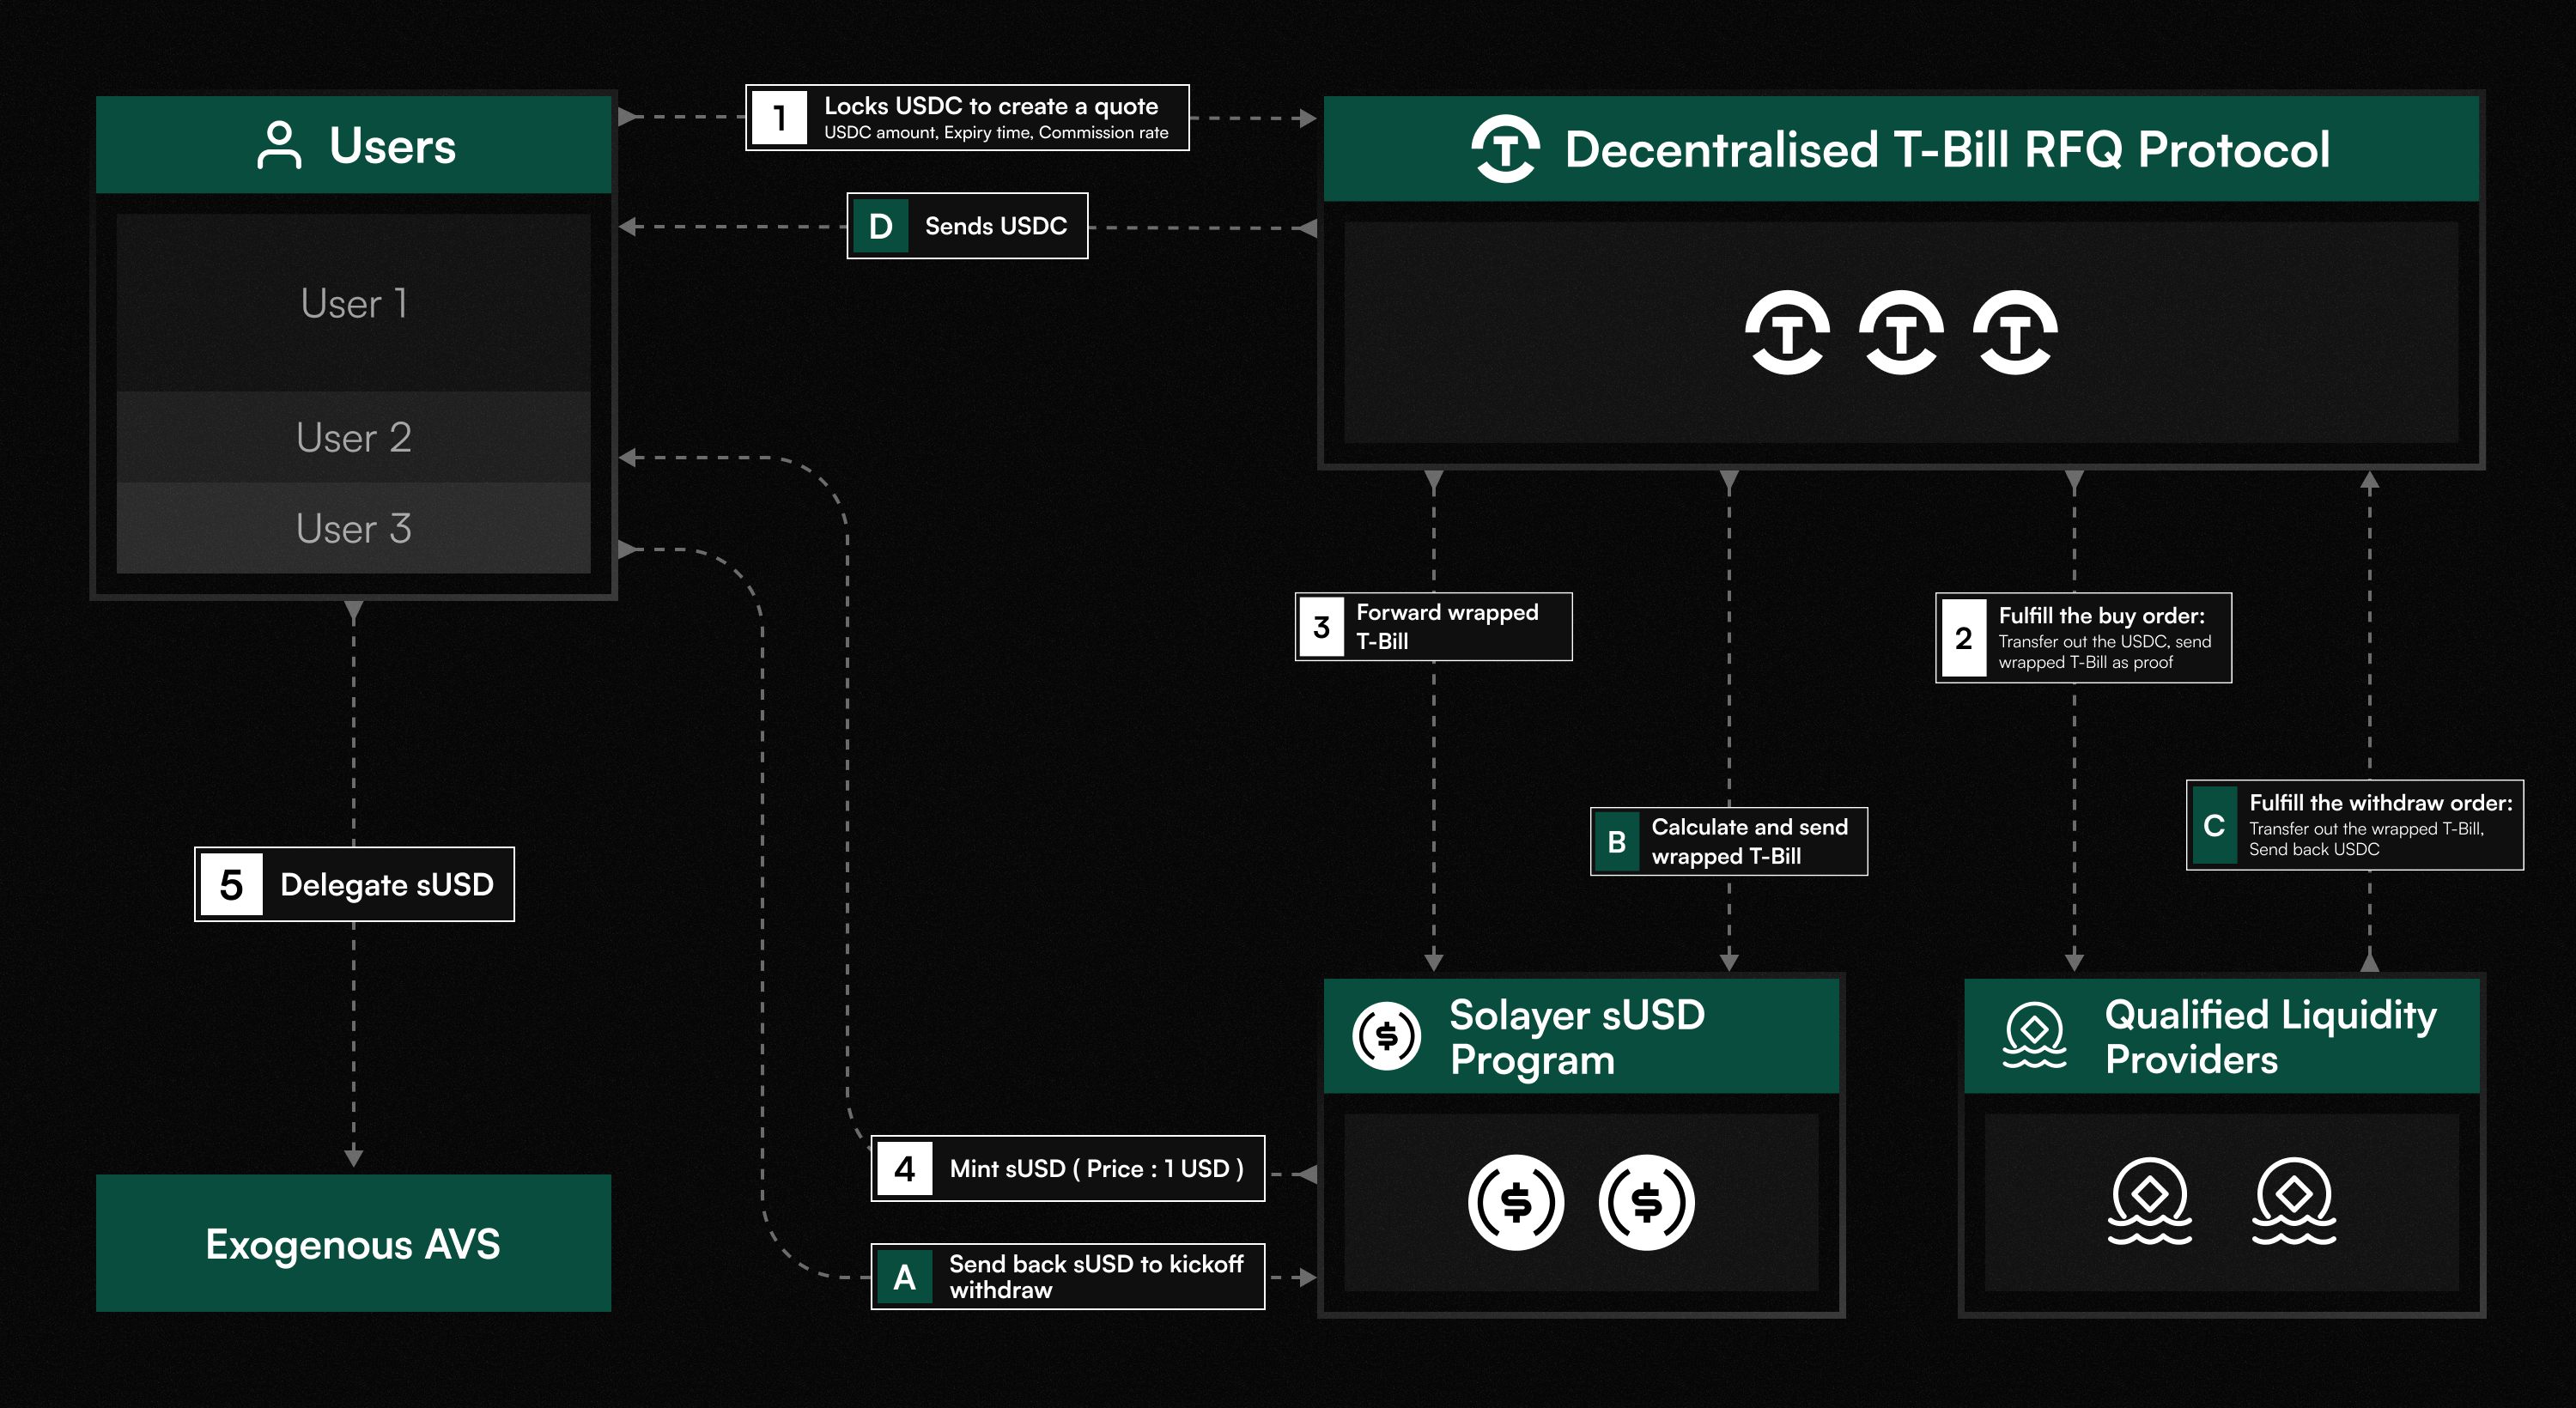 Users
User 1
User 2
User 3
1
Locks USDC to create a quote
USDC amount, Expiry time, Commission rate
D
Sends USDC
Decentralised T-Bill RFQ Protocol
T
T T T
3
Forward wrapped
T-Bill
2
Fulfill the buy order:
Transfer out the USDC, send
wrapped T-Bill as proof
B
Calculate and send
wrapped T-Bill
C
Fulfill the withdraw order:
Transfer out the wrapped T-Bill,
Send back USDC
5
Delegate sUSD
Exogenous AVS
4
Mint sUSD ( Price : 1 USD )
A
Send back sUSD to kickoff
withdraw
$
Solayer sUSD
Program
$ $
Qualified Liquidity
Providers